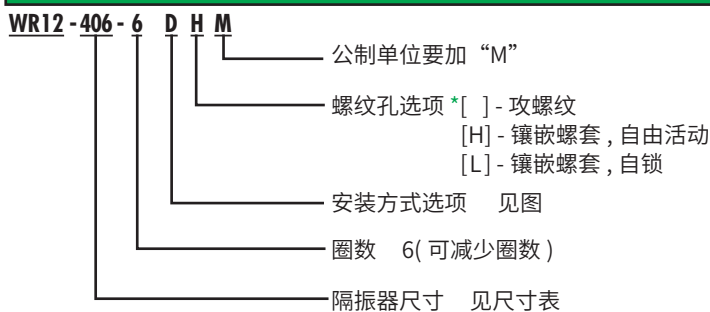 WR12 - 406 - 6 D H M
公制单位要加“M”
螺纹孔选项 *[ ] - 攻螺纹
[H] - 镶嵌螺套 , 自由活动
[L] - 镶嵌螺套 , 自锁
安装方式选项 见图
圈数 6( 可减少圈数 )
隔振器尺寸 见尺寸表